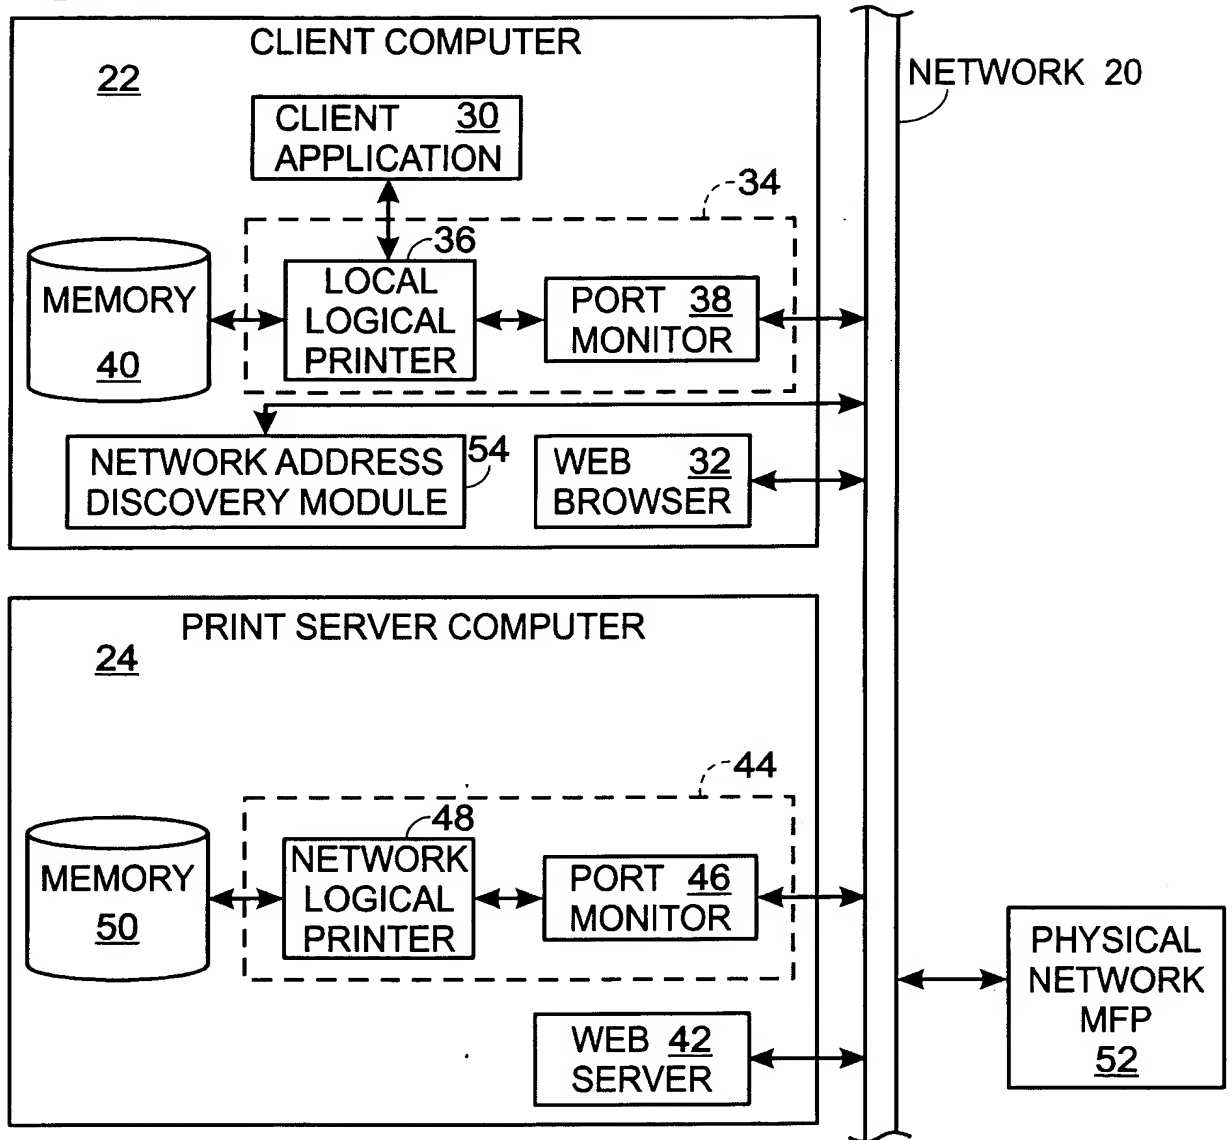 CLIENT COMPUTER
22
NETWORK 20
CLIENT 30
APPLICATION
34
36
LOCAL
LOGICAL
PRINTER
PORT 38
MONITOR
MEMORY
40
NETWORK ADDRESS
DISCOVERY MODULE
54
WEB 32
BROWSER
PRINT SERVER COMPUTER
24
44
48
NETWORK
LOGICAL
PRINTER
PORT 46
MONITOR
MEMORY
50
WEB 42
SERVER
PHYSICAL
NETWORK
MFP
52